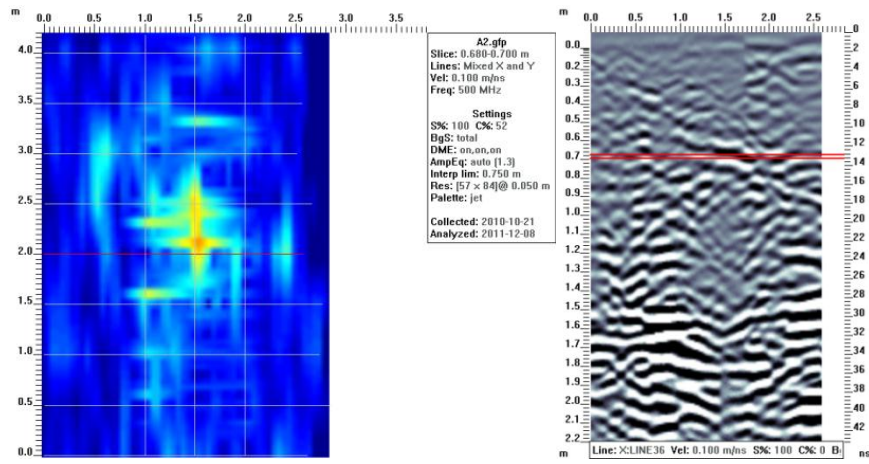 m
0.0 1.0 2.0 3.0
m
4.0
3.5
3.0
2.5
2.0
1.5
1.0
0.5
0.0
A2.gfp
Slice: 0.680-0.700 m
Lines: Mixed X and Y
Vel: 0.100 m/ns
Freq: 500 MHz
Settings
S%: 100 C%: 52
BgS: total
DME: on,on,on
AmpEq: auto [1.3]
Interp lim: 0.750 m
Res: [57 x 84]@ 0.050 m
Palette: jet
Collected: 2010-10-21
Analyzed: 2011-12-08
m 0.0 0.5 1.0 1.5 2.0 2.5
0.0
0.1
0.2
0.3
0.4
0.5
0.6
0.7
0.8
0.9
1.0
1.1
1.2
1.3
1.4
1.5
1.6
1.7
1.8
1.9
2.0
2.1
2.2
m
0
2
4
6
8
10
12
14
16
18
20
22
24
26
28
30
32
34
36
38
40
42
ns
Line: X:LINE36 Vel: 0.100 m/ns S%: 100 C%: 0